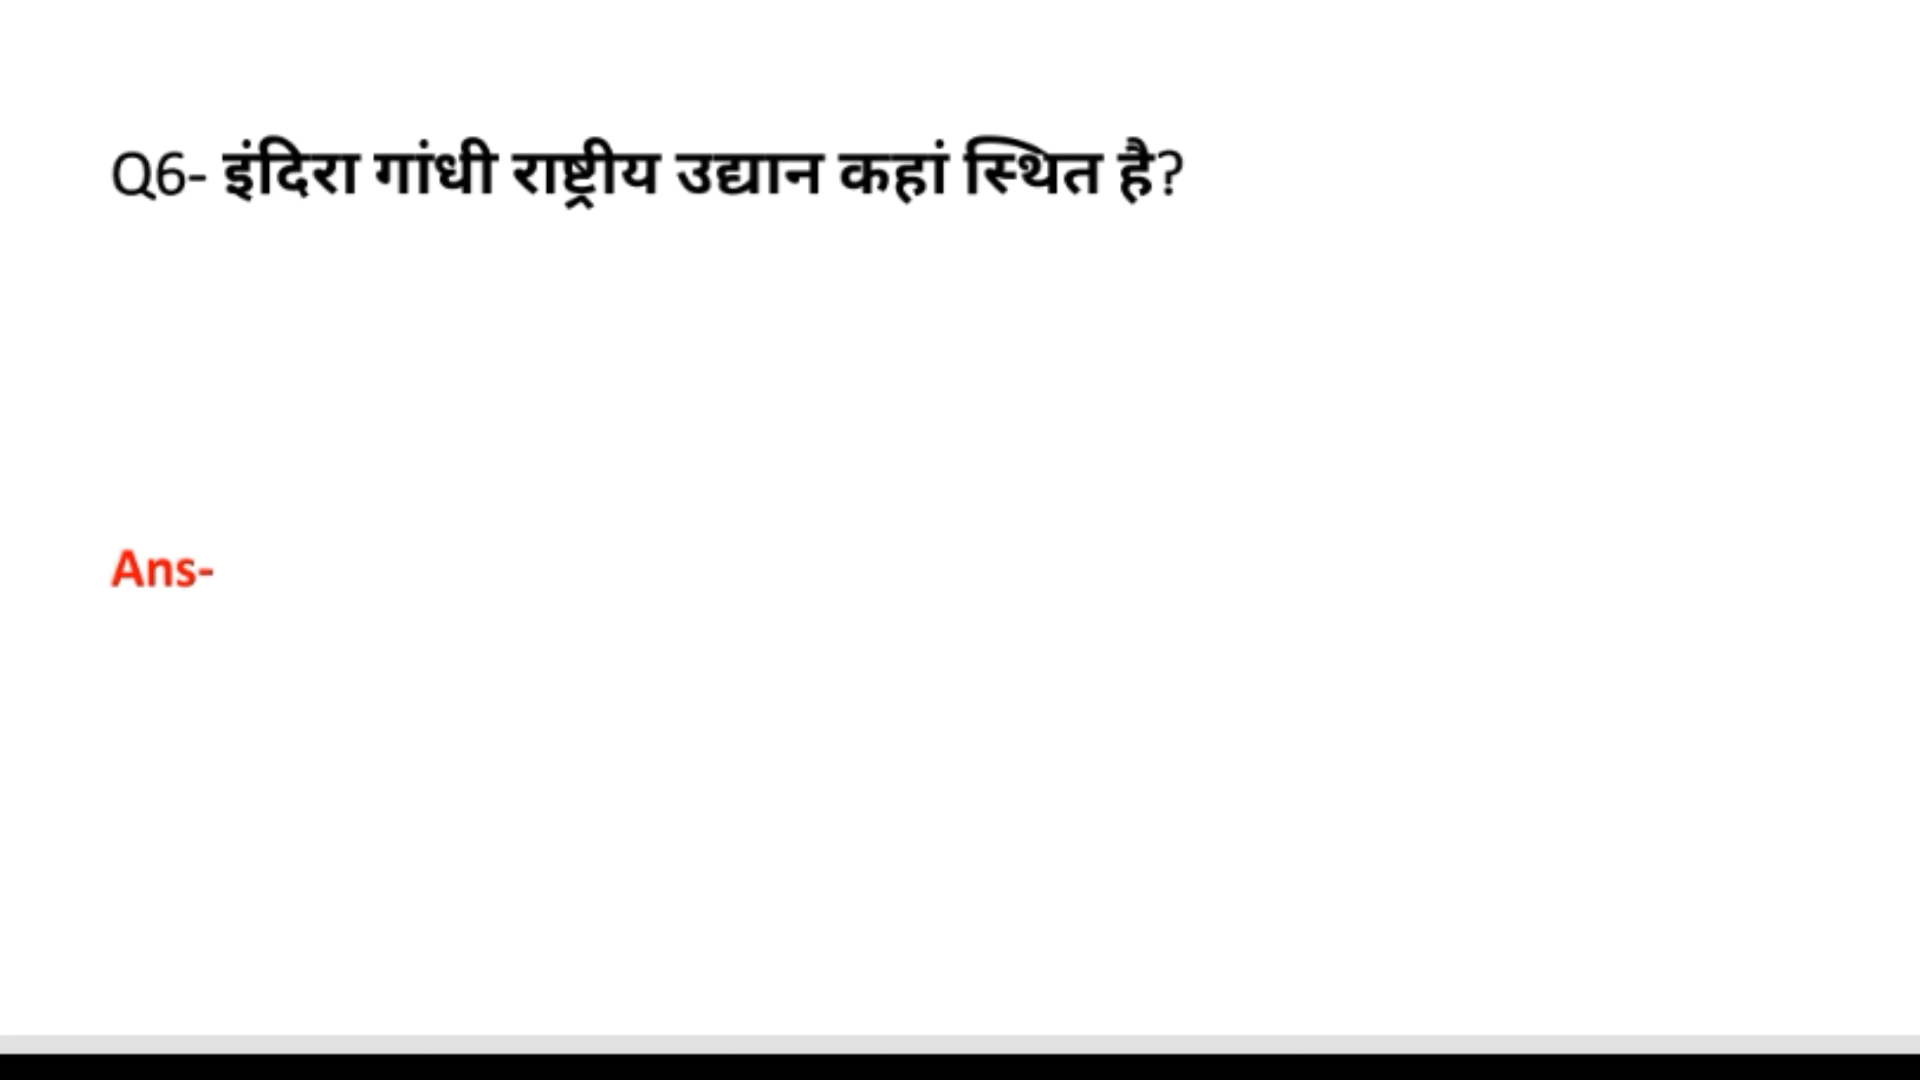 Q6- इंदिरा गांधी राष्ट्रीय उद्यान कहां स्थित है?
Ans-